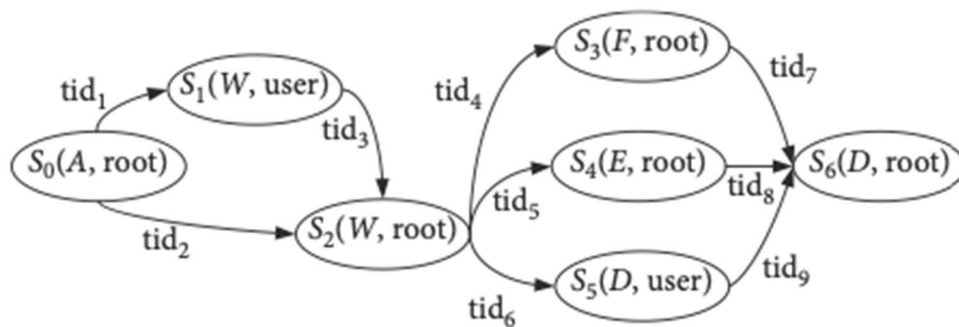 S₀(A, root)
tid₁
S₁(W, user)
tid₃
tid₂
S₂(W, root)
tid₄
S₃(F, root)
tid₇
tid₅
S₄(E, root)
tid₈
S₆(D, root)
tid₆
S₅(D, user)
tid₉